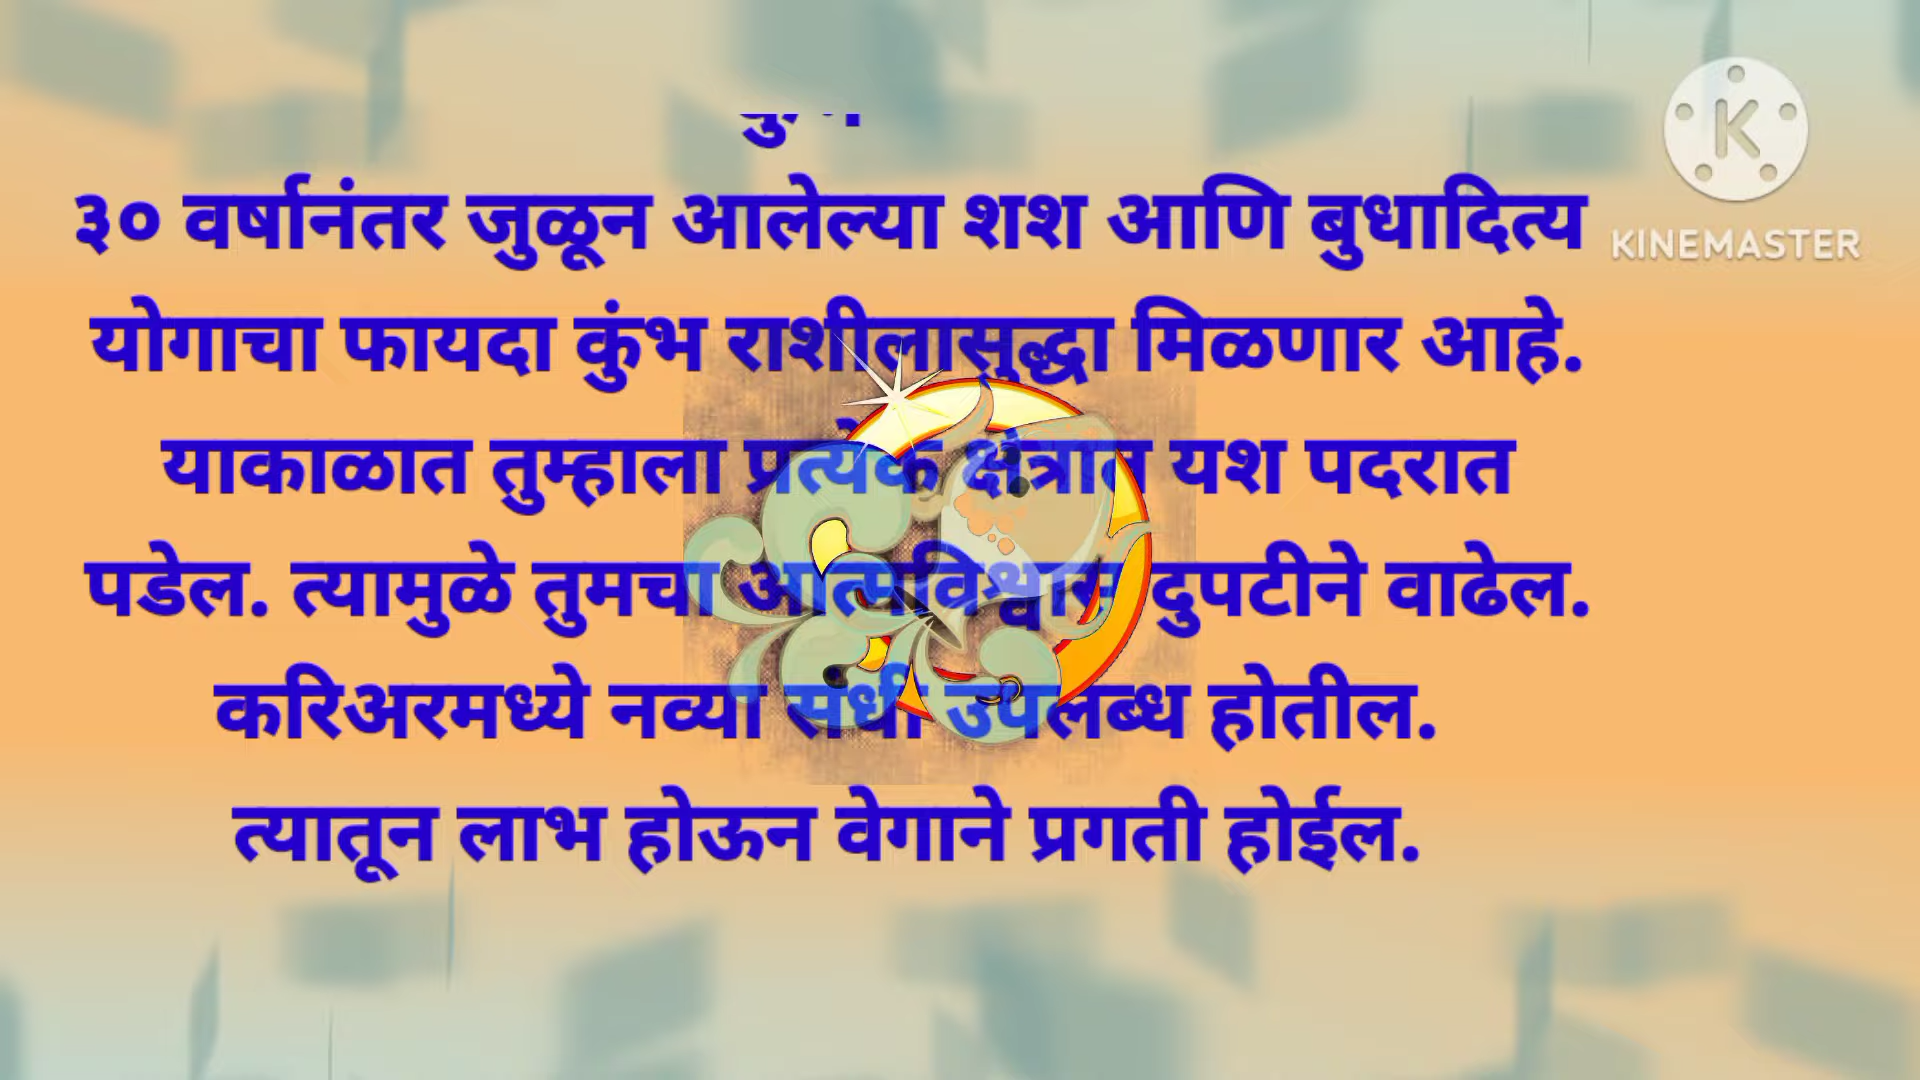 ३० वर्षानंतर जुळून आलेल्या शश आणि बुधादित्य
योगाचा फायदा कुंभ राशीलासुद्धा मिळणार आहे.
याकाळात तुम्हाला प्रत्येक क्षेत्रात यश पदरात
पडेल. त्यामुळे तुमचा आत्मविश्वास दुपटीने वाढेल.
करिअरमध्ये नव्या संधी उपलब्ध होतील.
त्यातून लाभ होऊन वेगाने प्रगती होईल.
K
KINEMASTER